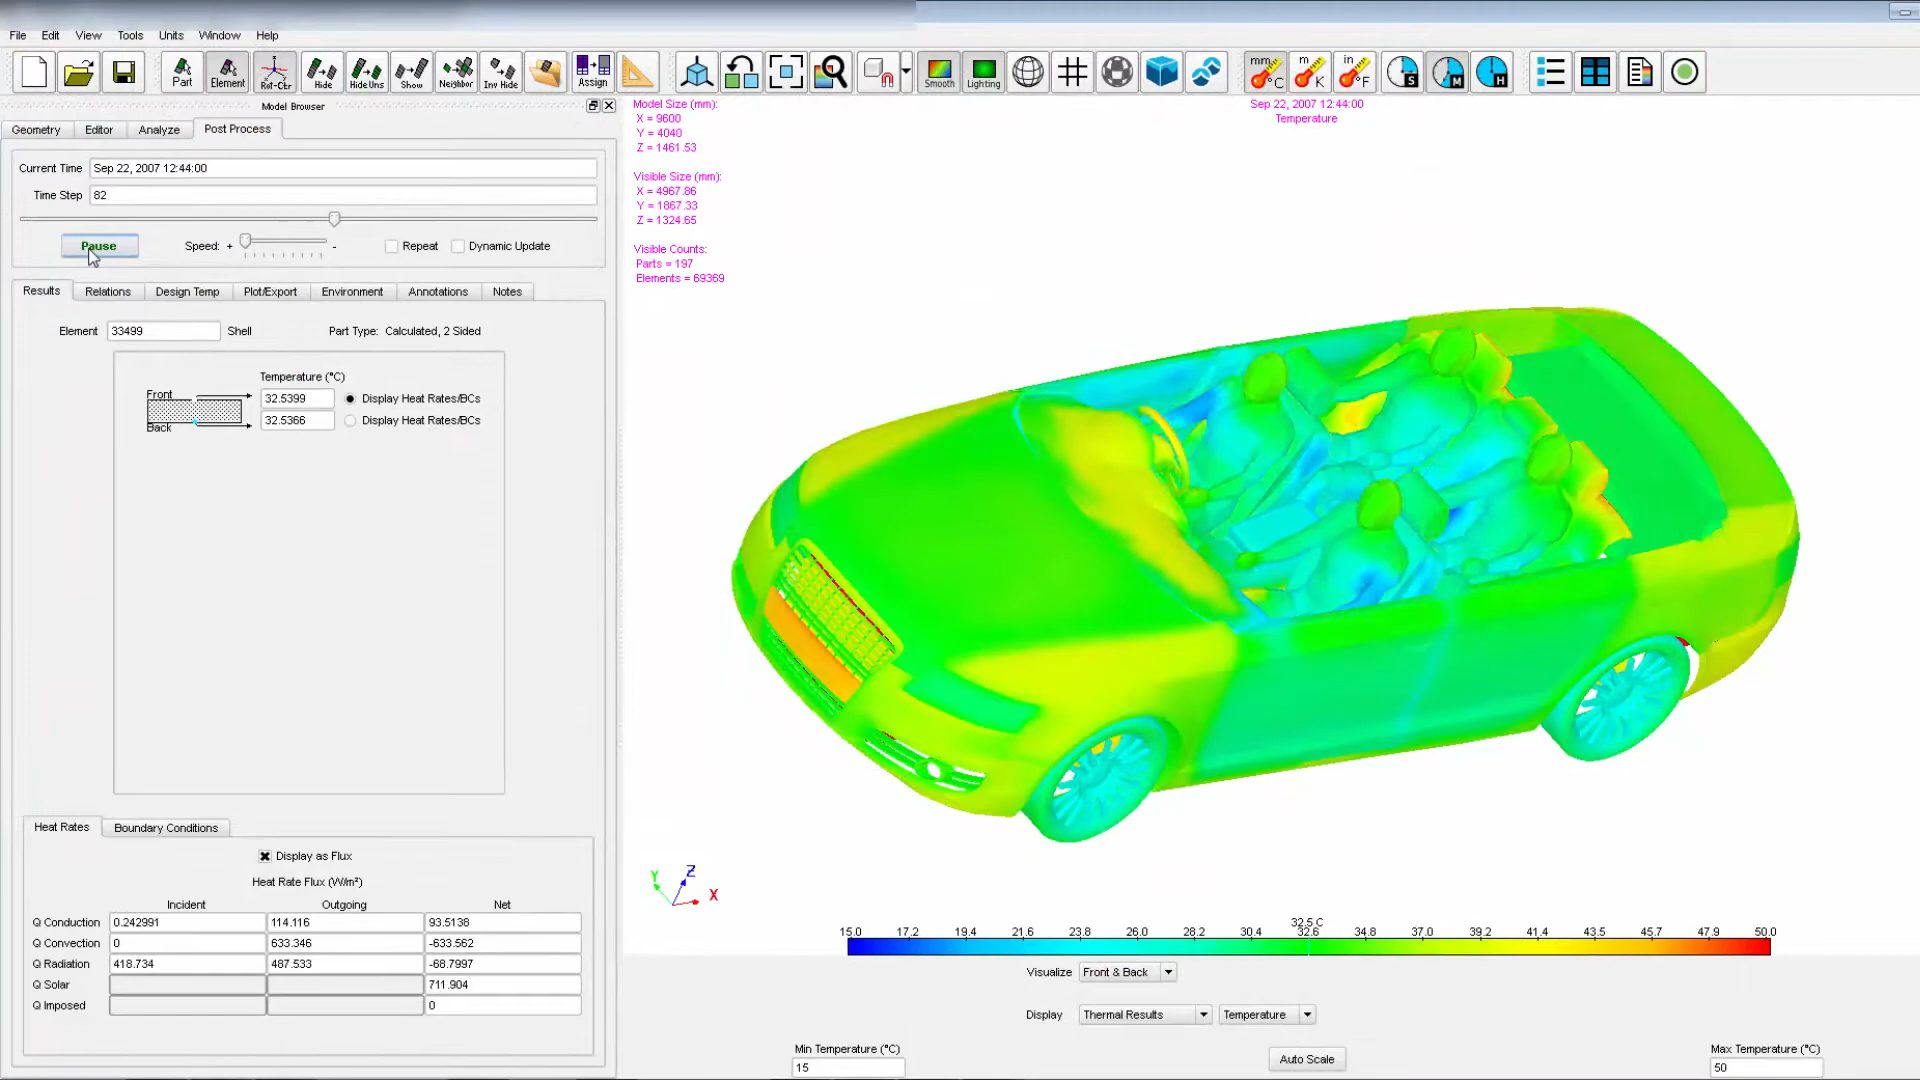 File Edit View Tools Units Window Help
Part Element Rot-Ctr Hide Hide Uns Show Neighbor Inv Hide Assign Smooth Lighting mm °C m K in °F S M H
Model Browser
Geometry Editor Analyze Post Process
Current Time Sep 22, 2007 12:44:00
Time Step 82
Pause Speed: + - Repeat Dynamic Update
Results Relations Design Temp Plot/Export Environment Annotations Notes
Element 33499 Shell Part Type: Calculated, 2 Sided
Temperature (°C)
Front 32.5399 Display Heat Rates/BCs
Back 32.5366 Display Heat Rates/BCs
Heat Rates Boundary Conditions
Display as Flux
Heat Rate Flux (W/m²)
Incident Outgoing Net
Q Conduction 0.242991 114.116 93.5138
Q Convection 0 633.346 -633.562
Q Radiation 418.734 487.533 -68.7997
Q Solar 711.904
Q Imposed 0
Model Size (mm):
X = 9600
Y = 4040
Z = 1461.53
Visible Size (mm):
X = 4967.86
Y = 1867.33
Z = 1324.65
Visible Counts:
Parts = 197
Elements = 69369
Sep 22, 2007 12:44:00
Temperature
Y Z X
32.5 C
15.0 17.2 19.4 21.6 23.8 26.0 28.2 30.4 32.6 34.8 37.0 39.2 41.4 43.5 45.7 47.9 50.0
Visualize Front & Back
Display Thermal Results Temperature
Min Temperature (°C) Max Temperature (°C)
15 Auto Scale 50